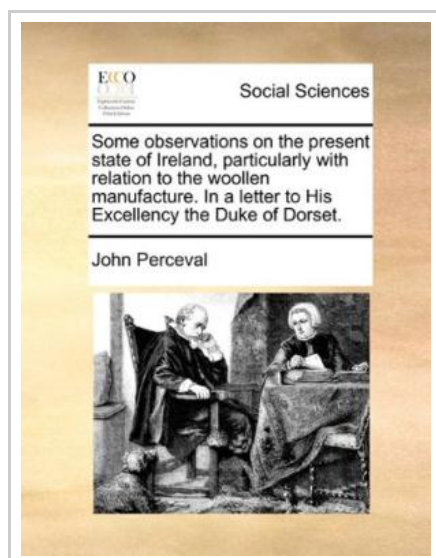 ECCO
Social Sciences
Some observations on the present
state of Ireland, particularly with
relation to the woollen
manufacture. In a letter to His
Excellency the Duke of Dorset.
John Perceval